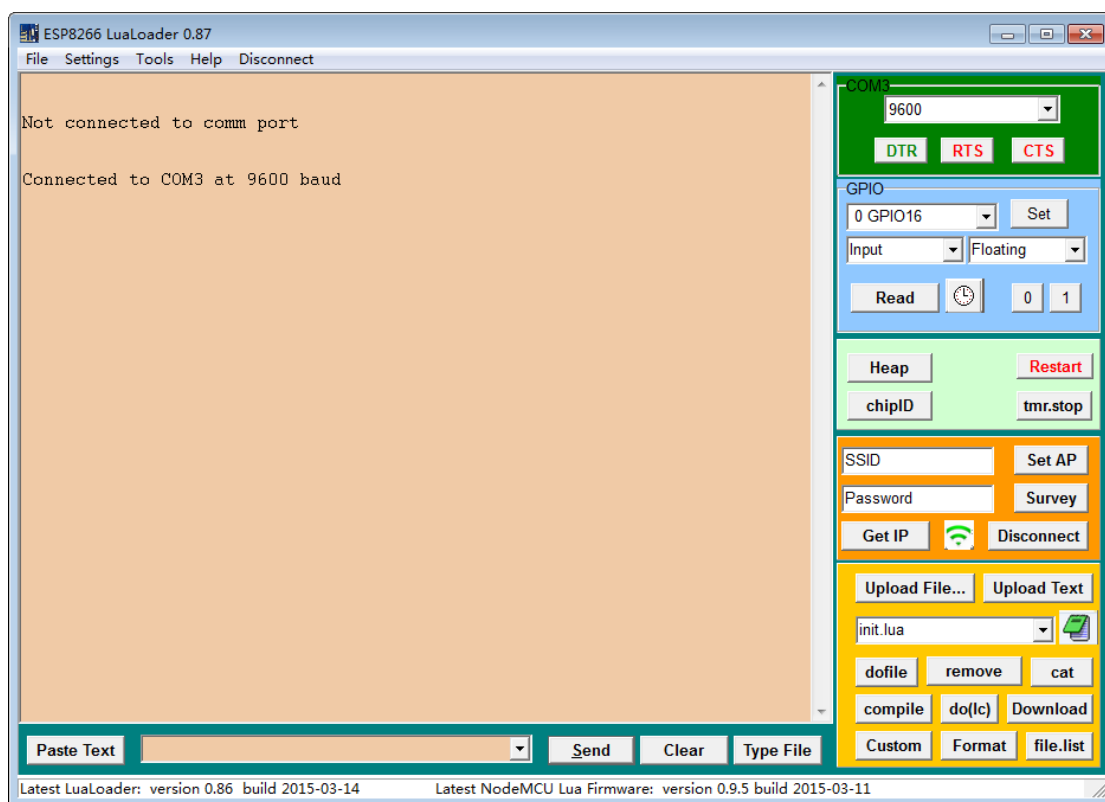 ESP8266 LuaLoader 0.87
File Settings Tools Help Disconnect
Not connected to comm port
Connected to COM3 at 9600 baud
COM3
9600
DTR RTS CTS
GPIO
0 GPIO16 Set
Input Floating
Read 0 1
Heap Restart
chipID tmr.stop
SSID Set AP
Password Survey
Get IP Disconnect
Upload File... Upload Text
init.lua
dofile remove cat
compile do(lc) Download
Custom Format file.list
Paste Text Send Clear Type File
Latest LuaLoader: version 0.86 build 2015-03-14 Latest NodeMCU Lua Firmware: version 0.9.5 build 2015-03-11